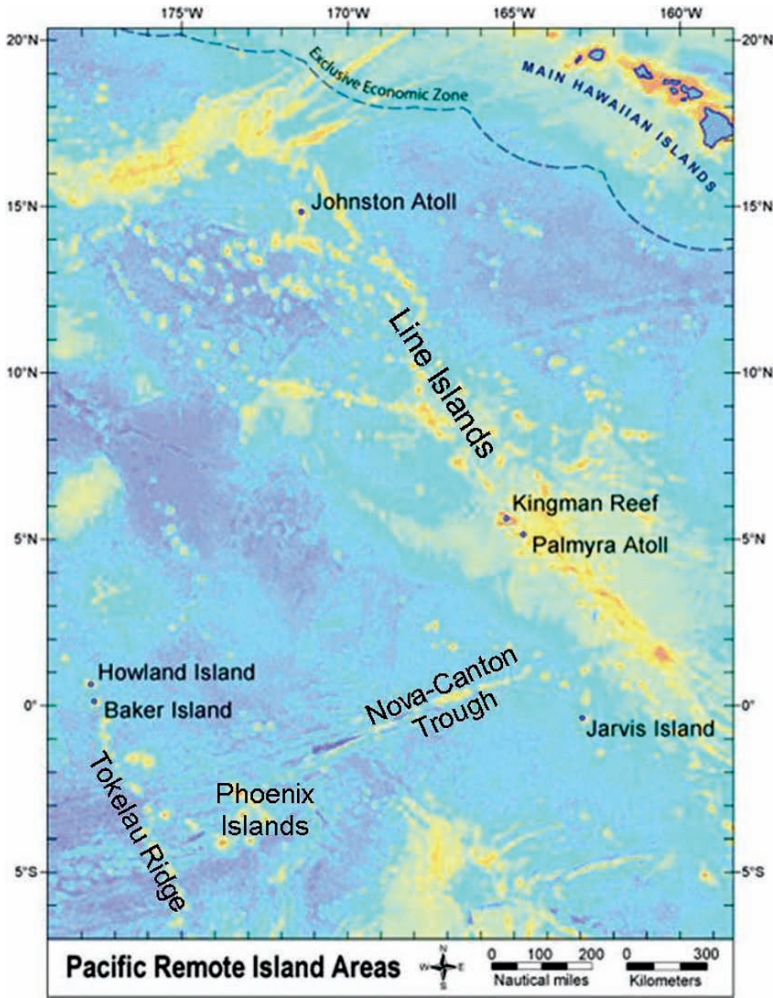 175°W
170°W
165°W
160°W
20°N
20°N
Exclusive Economic Zone
MAIN HAWAIIAN ISLANDS
15°N
15°N
Johnston Atoll
Line Islands
10°N
10°N
Kingman Reef
5°N
5°N
Palmyra Atoll
Howland Island
Nova-Canton
Trough
0°
0°
Baker Island
Jarvis Island
Tokelau Ridge
Phoenix
Islands
5°S
5°S
Pacific Remote Island Areas
N
W
E
S
0 100 200
Nautical miles
0 300
Kilometers